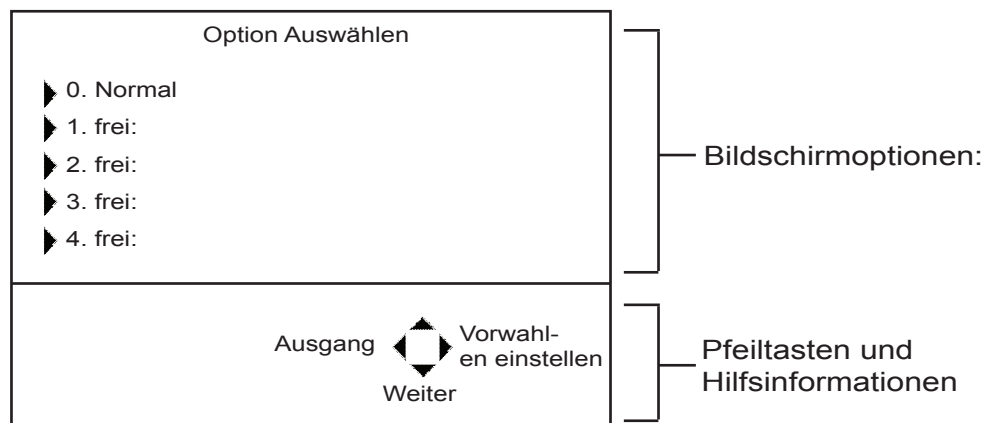 Option Auswählen
0. Normal
1. frei:
2. frei:
3. frei:
4. frei:
Bildschirmoptionen:
Ausgang
Vorwahl-
en einstellen
Weiter
Pfeiltasten und
Hilfsinformationen